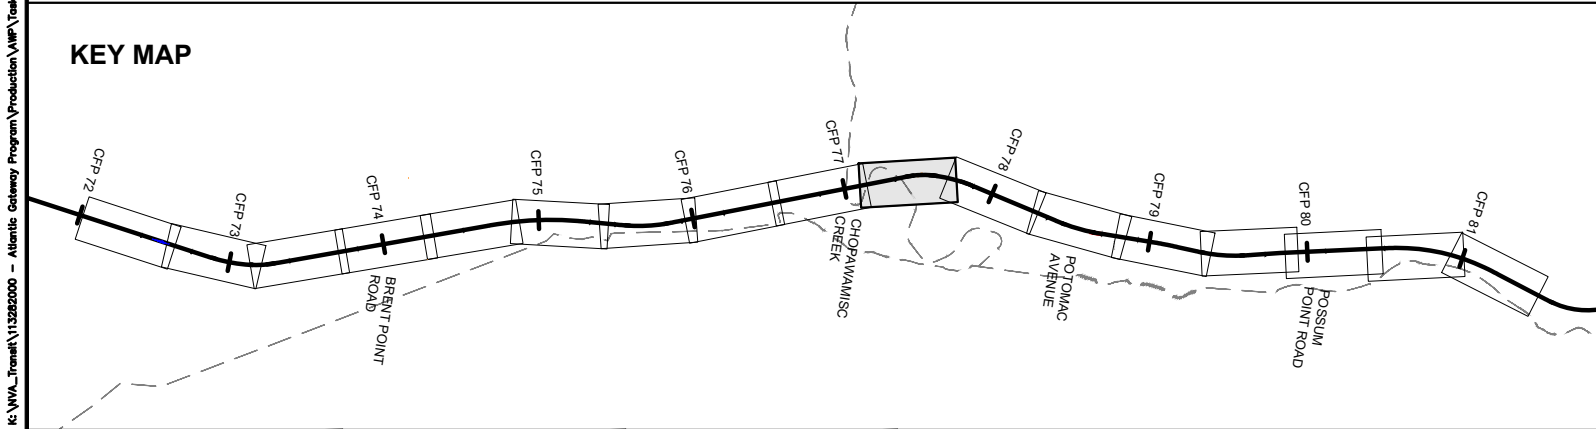 K:\NVA_Transit\113282000 - Atlantic Gateway Program\Production\AWP\Task
KEY MAP
CFP 72
CFP 73
CFP 74
BRENT POINT
ROAD
CFP 75
CFP 76
CFP 77
CHOPAWAMISC
CREEK
CFP 78
POTOMAC
AVENUE
CFP 79
CFP 80
POSSUM
POINT ROAD
CFP 81